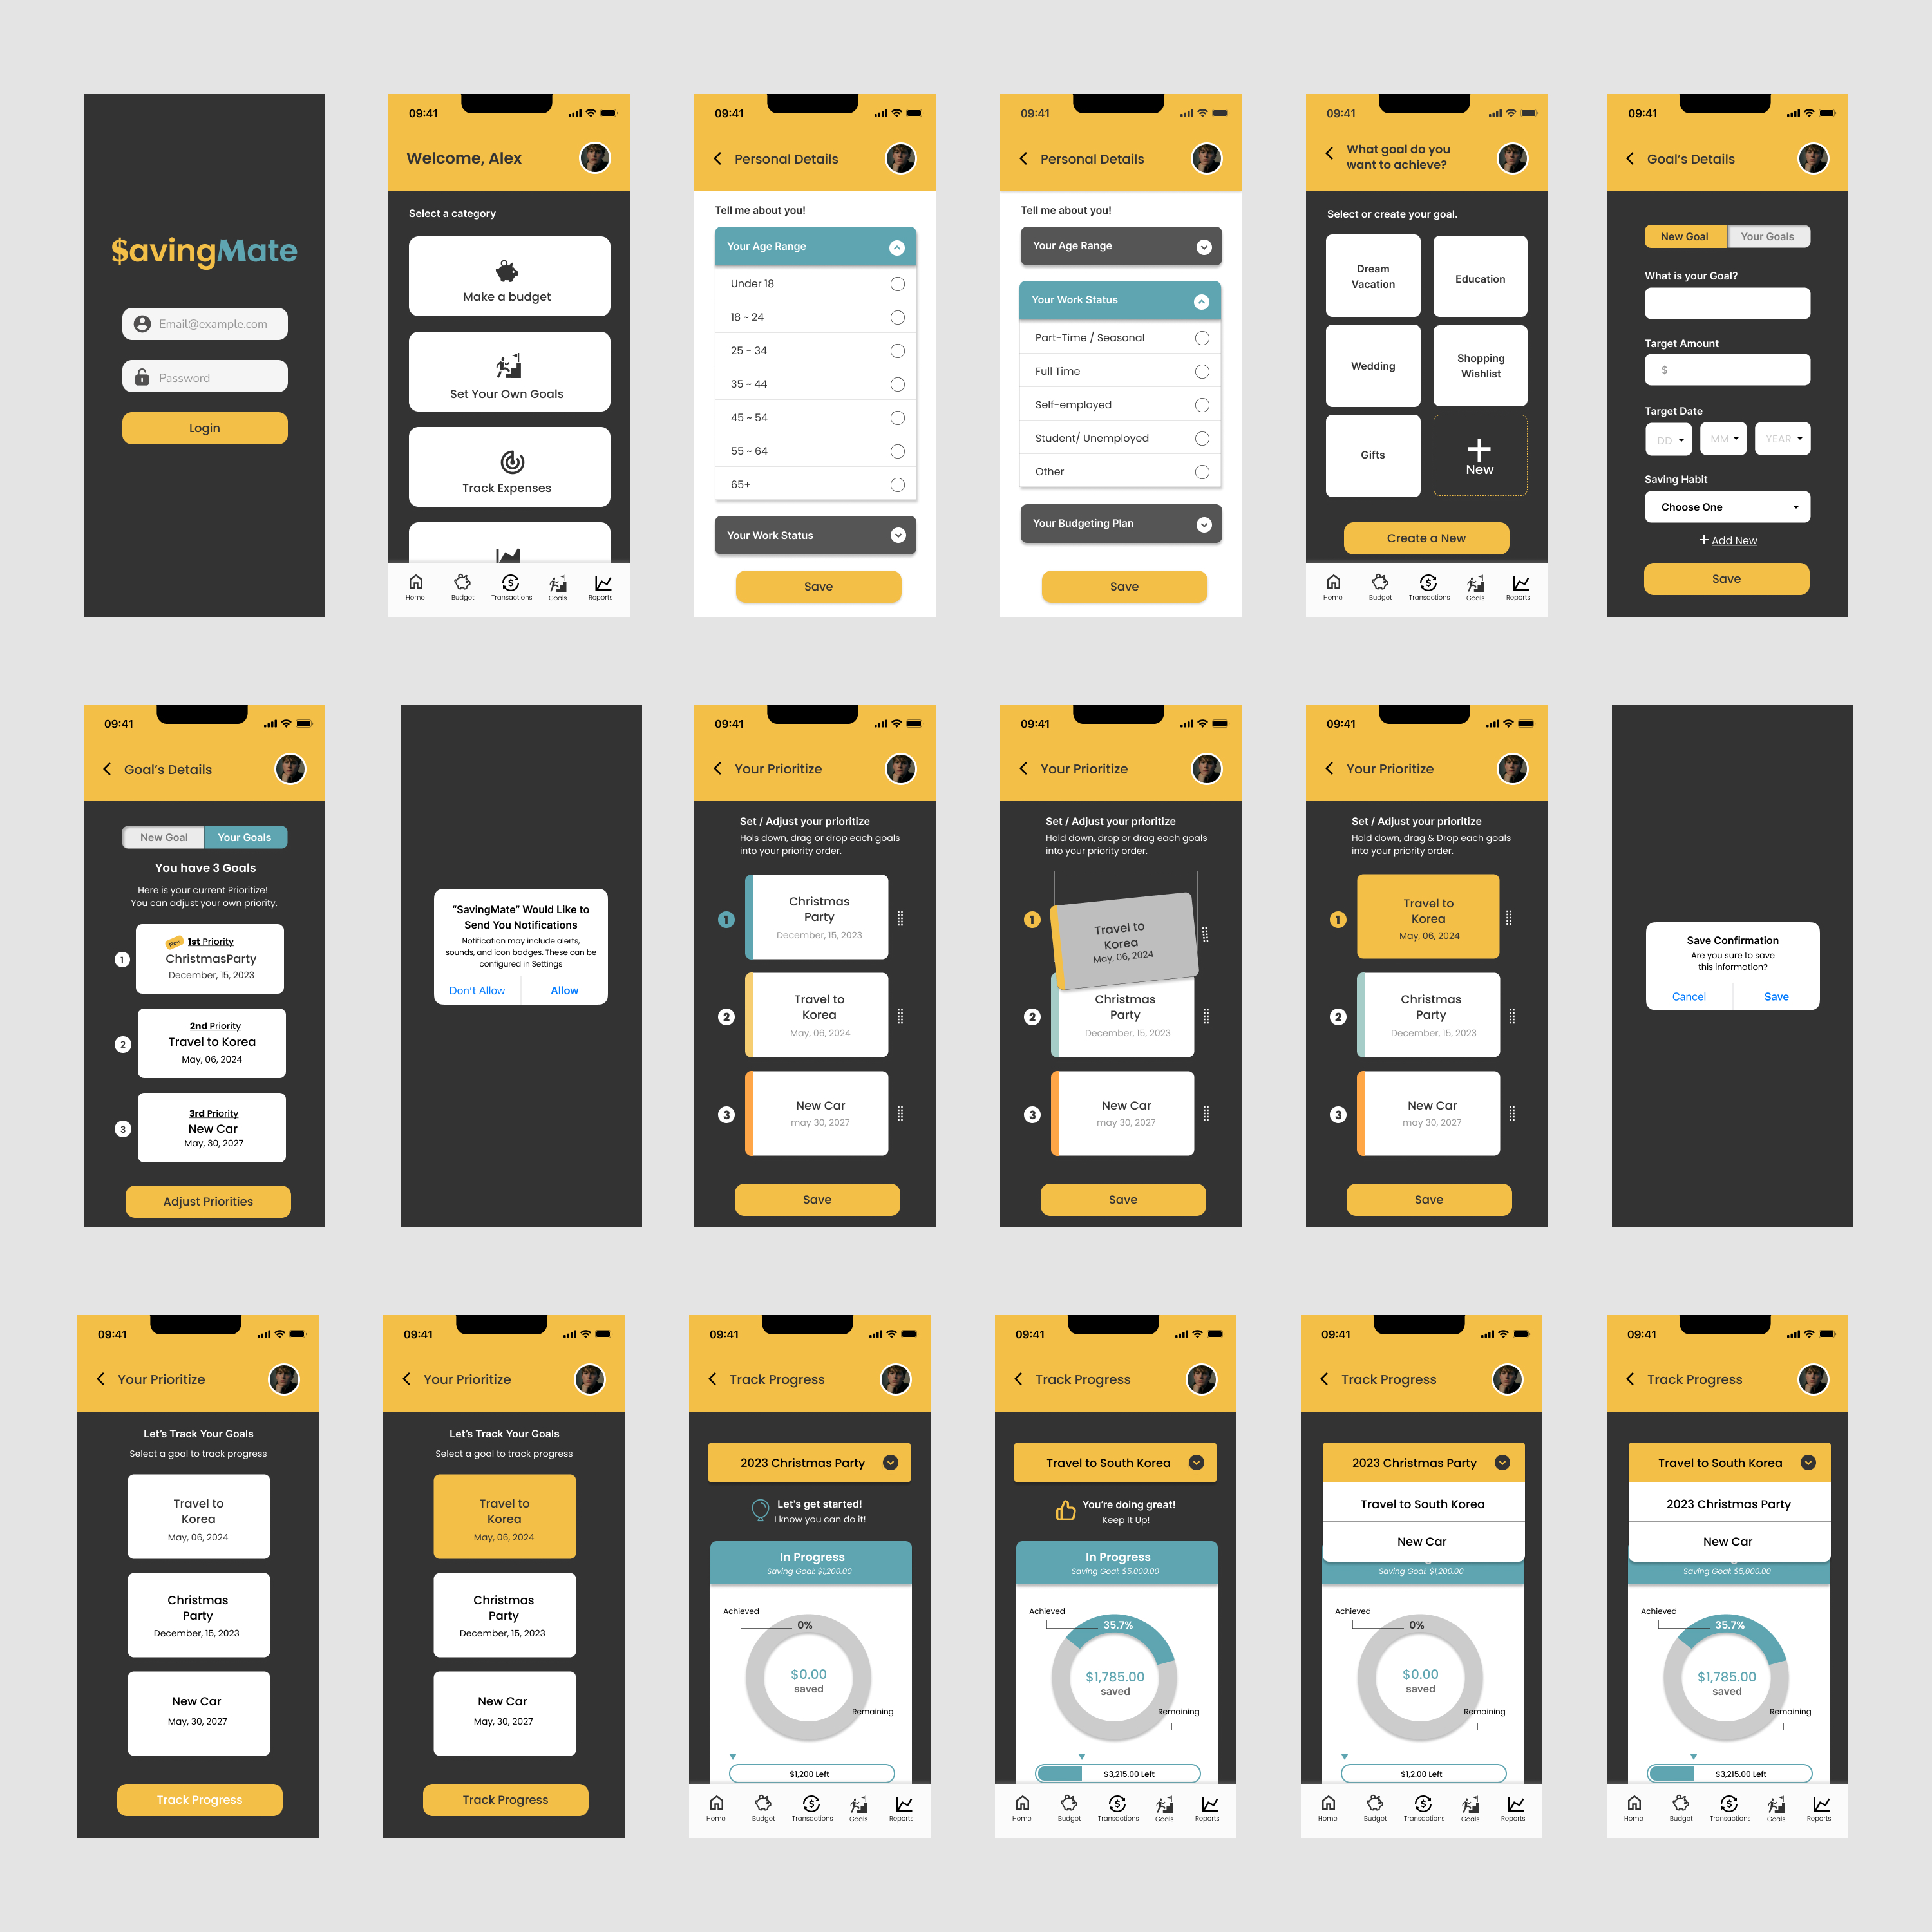 $avingMate
Email@example.com
Password
Login
09:41
Welcome, Alex
Select a category
Make a budget
Set Your Own Goals
Track Expenses
Home
Budget
Transactions
Goals
Reports
09:41
Personal Details
Tell me about you!
Your Age Range
Under 18
18 ~ 24
25 - 34
35 ~ 44
45 ~ 54
55 ~ 64
65+
Your Work Status
Save
09:41
Personal Details
Tell me about you!
Your Age Range
Your Work Status
Part-Time / Seasonal
Full Time
Self-employed
Student/ Unemployed
Other
Your Budgeting Plan
Save
09:41
What goal do you
want to achieve?
Select or create your goal.
Dream
Vacation
Education
Wedding
Shopping
Wishlist
Gifts
New
Create a New
Home
Budget
Transactions
Goals
Reports
09:41
Goal's Details
New Goal
Your Goals
What is your Goal?
Target Amount
$
Target Date
DD
MM
YEAR
Saving Habit
Choose One
+ Add New
Save
09:41
Goal's Details
New Goal
Your Goals
You have 3 Goals
Here is your current Prioritize!
You can adjust your own priority.
New 1st Priority
1
ChristmasParty
December, 15, 2023
2nd Priority
2
Travel to Korea
May, 06, 2024
3rd Priority
3
New Car
May, 30, 2027
Adjust Priorities
"SavingMate" Would Like to
Send You Notifications
Notification may include alerts,
sounds, and icon badges. These can be
configured in Settings
Don't Allow
Allow
09:41
Your Prioritize
Set / Adjust your prioritize
Hols down, drag or drop each goals
into your priority order.
1
Christmas
Party
December, 15, 2023
2
Travel to
Korea
May, 06, 2024
3
New Car
may 30, 2027
Save
09:41
Your Prioritize
Set / Adjust your prioritize
Hold down, drop or drag each goals
into your priority order.
1
Travel to
Korea
May, 06, 2024
2
Christmas
Party
December, 15, 2023
3
New Car
may 30, 2027
Save
09:41
Your Prioritize
Set / Adjust your prioritize
Hold down, drag & Drop each goals
into your priority order.
1
Travel to
Korea
May, 06, 2024
2
Christmas
Party
December, 15, 2023
3
New Car
may 30, 2027
Save
Save Confirmation
Are you sure to save
this information?
Cancel
Save
09:41
Your Prioritize
Let's Track Your Goals
Select a goal to track progress
Travel to
Korea
May, 06, 2024
Christmas
Party
December, 15, 2023
New Car
May, 30, 2027
Track Progress
09:41
Your Prioritize
Let's Track Your Goals
Select a goal to track progress
Travel to
Korea
May, 06, 2024
Christmas
Party
December, 15, 2023
New Car
May, 30, 2027
Track Progress
09:41
Track Progress
2023 Christmas Party
Let's get started!
I know you can do it!
In Progress
Saving Goal: $1,200.00
Achieved
0%
$0.00
saved
Remaining
$1,200 Left
Home
Budget
Transactions
Goals
Reports
09:41
Track Progress
Travel to South Korea
You're doing great!
Keep It Up!
In Progress
Saving Goal: $5,000.00
Achieved
35.7%
$1,785.00
saved
Remaining
$3,215.00 Left
Home
Budget
Transactions
Goals
Reports
09:41
Track Progress
2023 Christmas Party
Travel to South Korea
New Car
Saving Goal: $1,200.00
Achieved
0%
$0.00
saved
Remaining
$1,2.00 Left
Home
Budget
Transactions
Goals
Reports
09:41
Track Progress
Travel to South Korea
2023 Christmas Party
New Car
Saving Goal: $5,000.00
Achieved
35.7%
$1,785.00
saved
Remaining
$3,215.00 Left
Home
Budget
Transactions
Goals
Reports